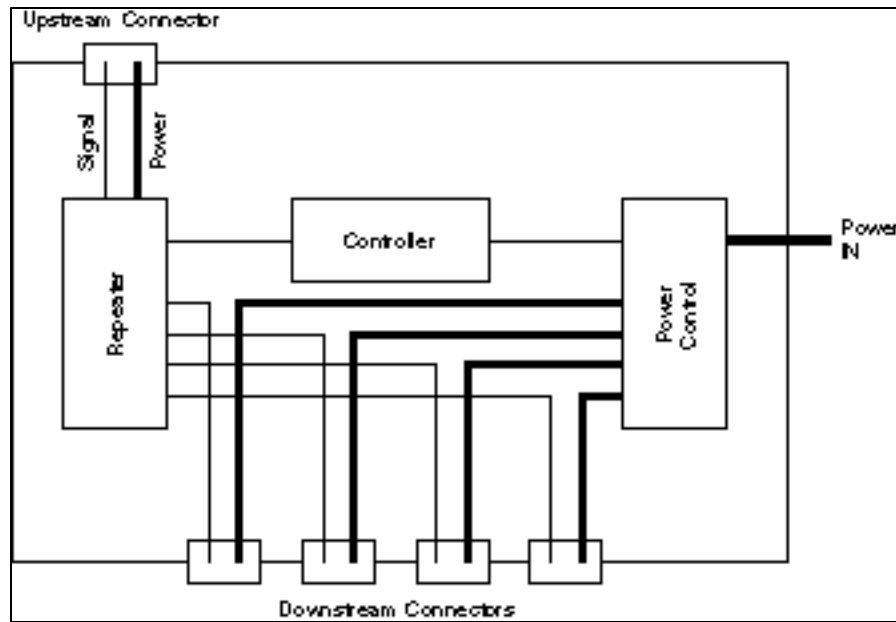 Upstream Connector
Signal
Power
Repeater
Controller
Power
Control
Power
IN
Downstream Connectors